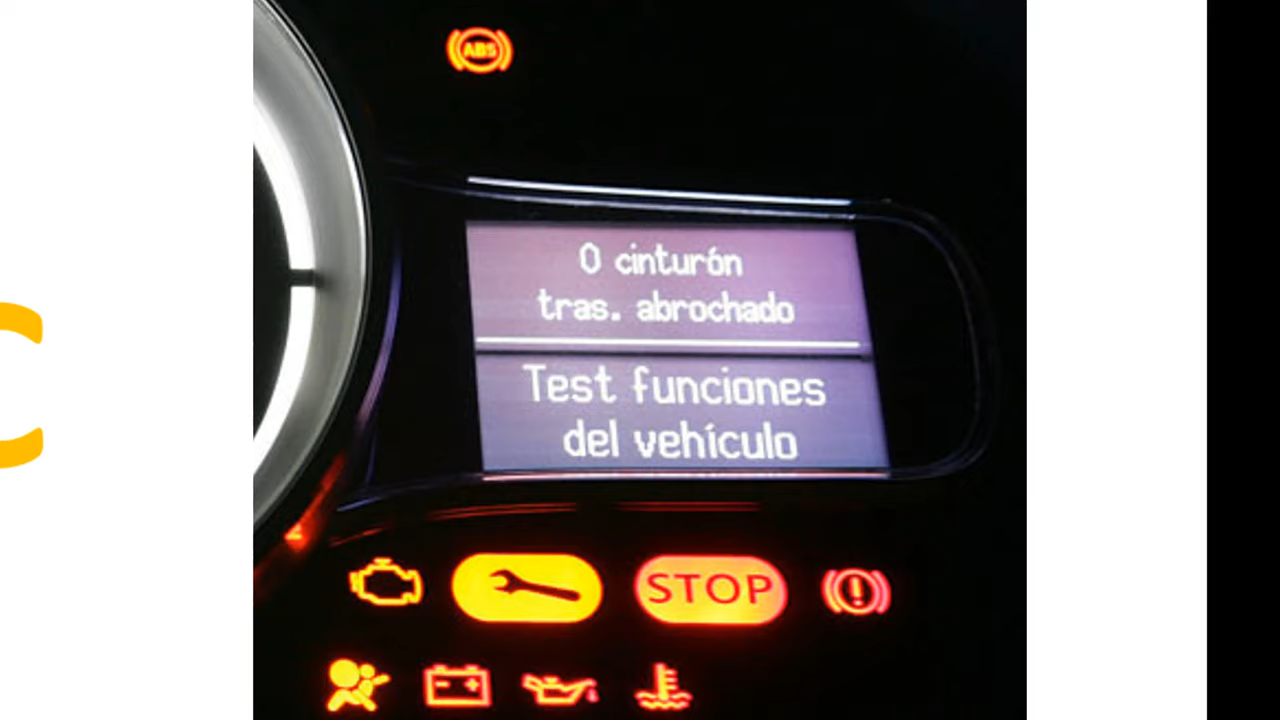 ABS
0 cinturón
tras. abrochado
Test funciones
del vehículo
STOP